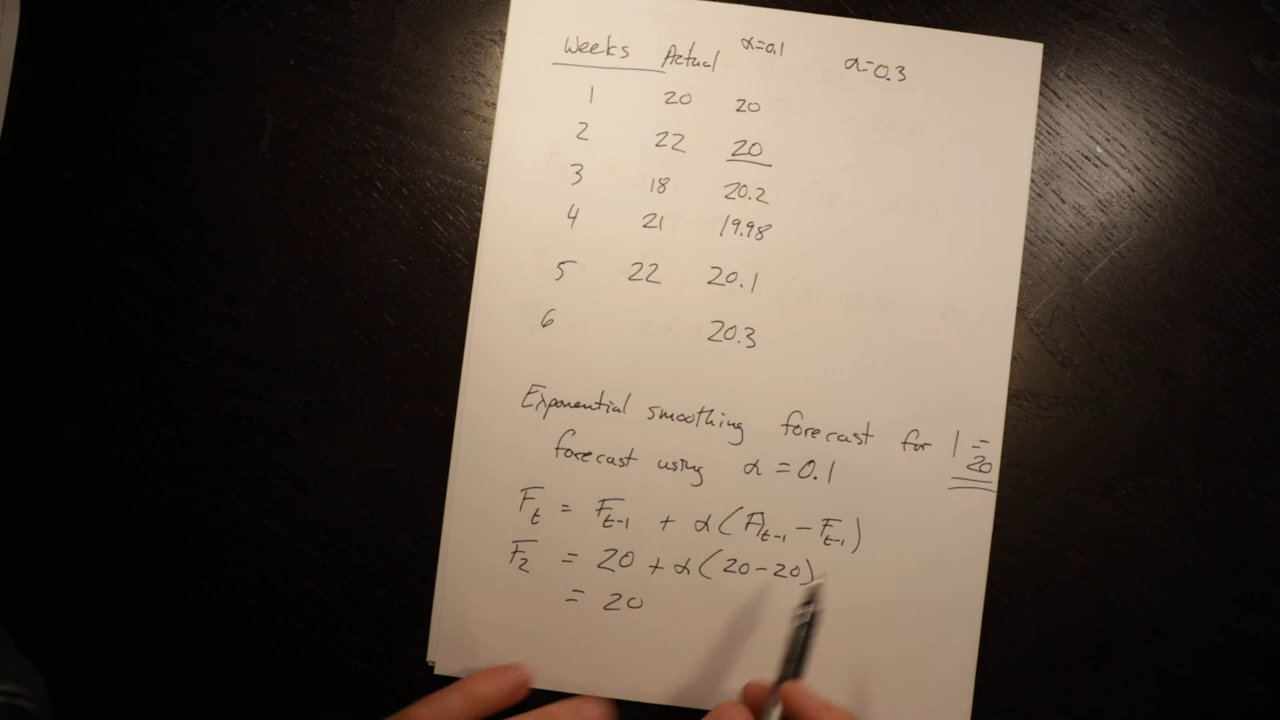 Weeks Actual α=0.1 α=0.3
1 20 20
2 22 20
3 18 20.2
4 21 19.98
5 22 20.1
6 20.3
Exponential smoothing forecast for 1 = 20
forecast using α = 0.1
Ft = Ft-1 + α(At-1 - Ft-1)
F2 = 20 + α(20-20)
= 20